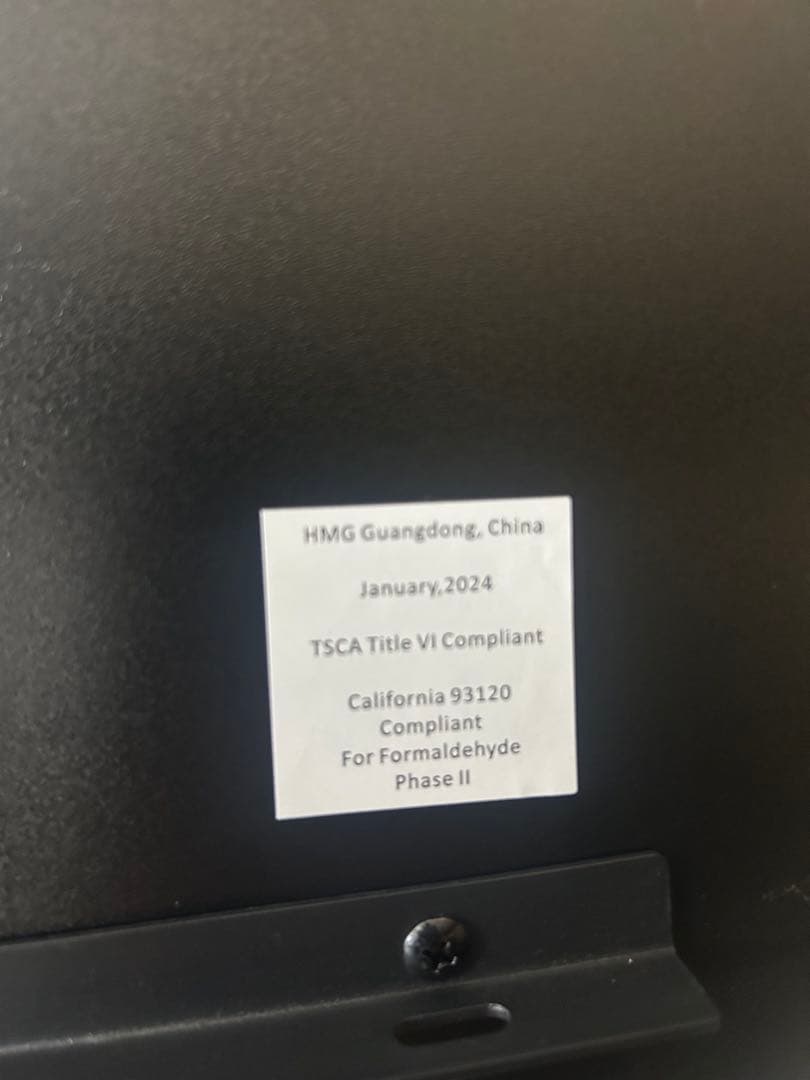 HMG Guangdong, China
January,2024
TSCA Title VI Compliant
California 93120
Compliant
For Formaldehyde
Phase II